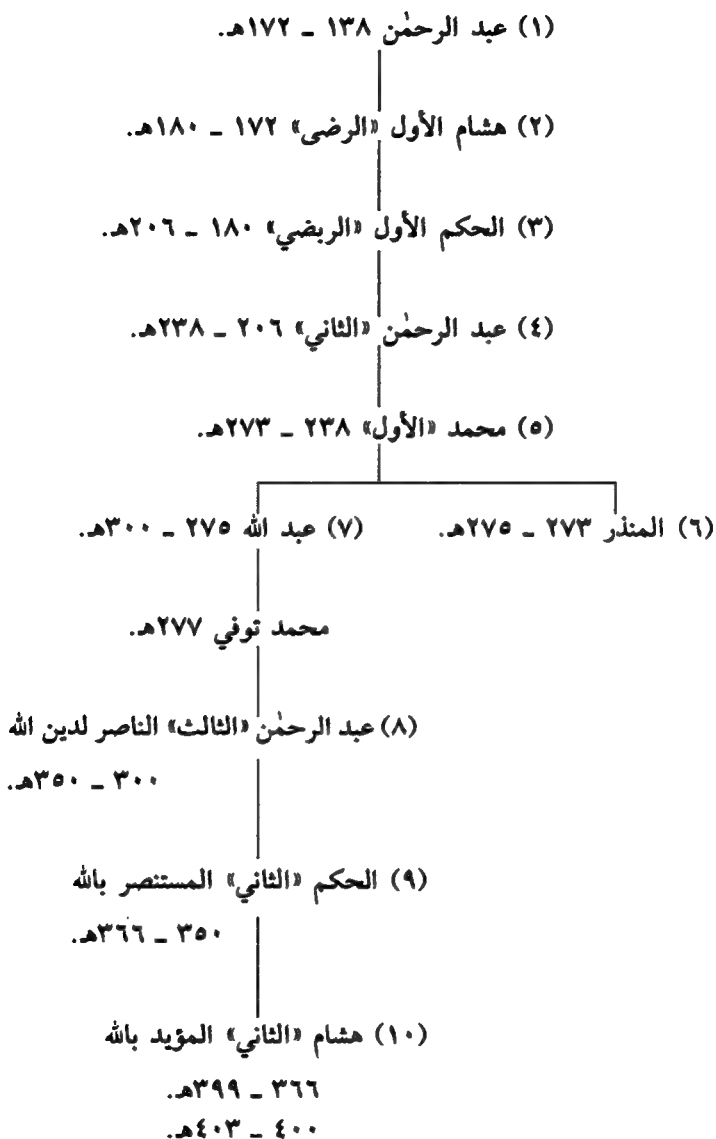 (١) عبد الرحمٰن ١٣٨ ـ ١٧٢هـ.
(٢) هشام الأول «الرضى» ١٧٢ ـ ١٨٠هـ.
(٣) الحكم الأول «الربضي» ١٨٠ ـ ٢٠٦هـ.
(٤) عبد الرحمٰن «الثاني» ٢٠٦ ـ ٢٣٨هـ.
(٥) محمد «الأول» ٢٣٨ ـ ٢٧٣هـ.
(٦) المنذر ٢٧٣ ـ ٢٧٥هـ. (٧) عبد الله ٢٧٥ ـ ٣٠٠هـ.
محمد توفي ٢٧٧هـ.
(٨) عبد الرحمٰن «الثالث» الناصر لدين الله
٣٠٠ ـ ٣٥٠هـ.
(٩) الحكم «الثاني» المستنصر بالله
٣٥٠ ـ ٣٦٦هـ.
(١٠) هشام «الثاني» المؤيد بالله
٣٦٦ ـ ٣٩٩هـ.
٤٠٠ ـ ٤٠٣هـ.